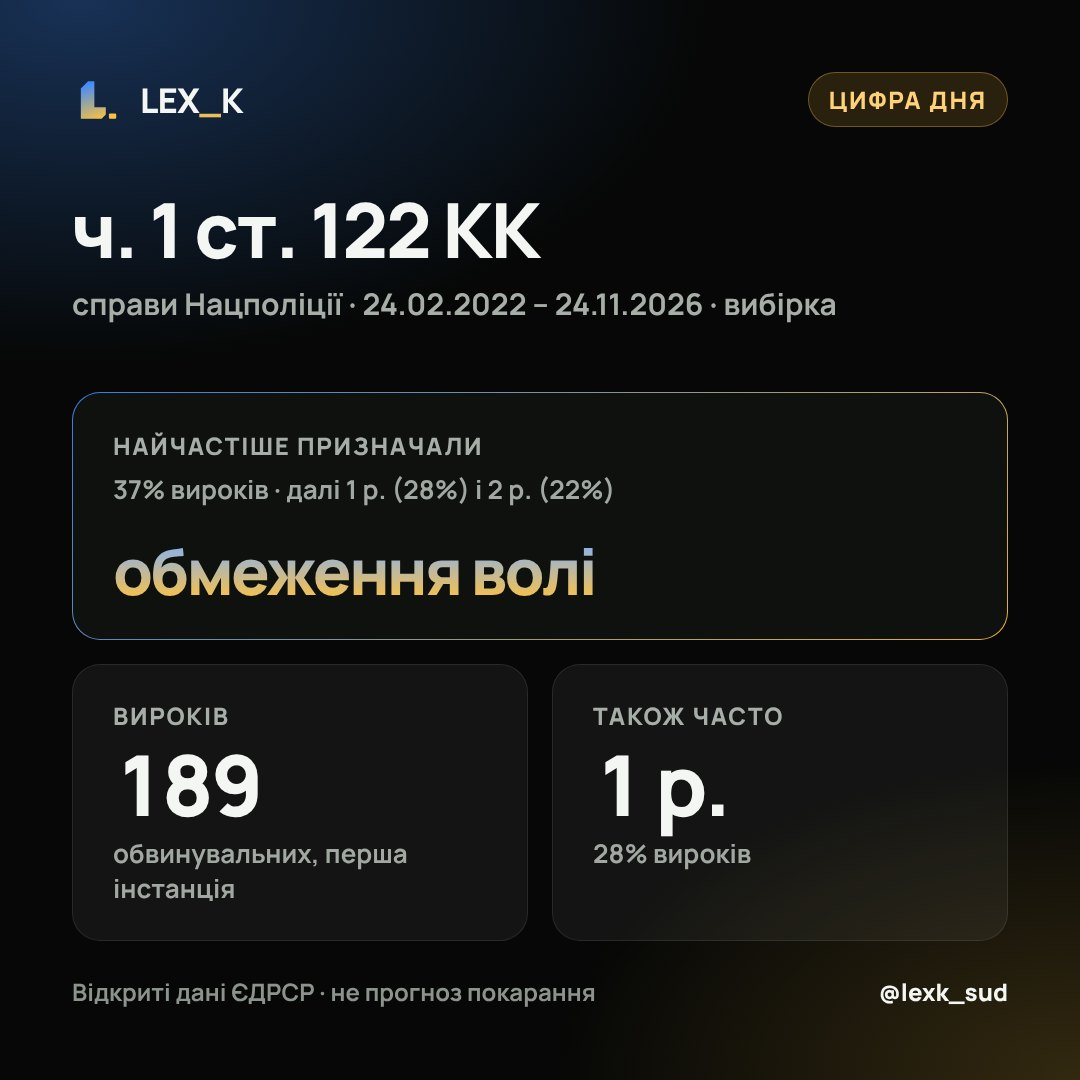 LEX_K
ЦИФРА ДНЯ
ч. 1 ст. 122 КК
справи Нацполіції · 24.02.2022 – 24.11.2026 · вибірка
НАЙЧАСТІШЕ ПРИЗНАЧАЛИ
37% вироків · далі 1 р. (28%) і 2 р. (22%)
обмеження волі
ВИРОКІВ
189
обвинувальних, перша
інстанція
ТАКОЖ ЧАСТО
1 р.
28% вироків
Відкриті дані ЄДРСР · не прогноз покарання
@lexk_sud